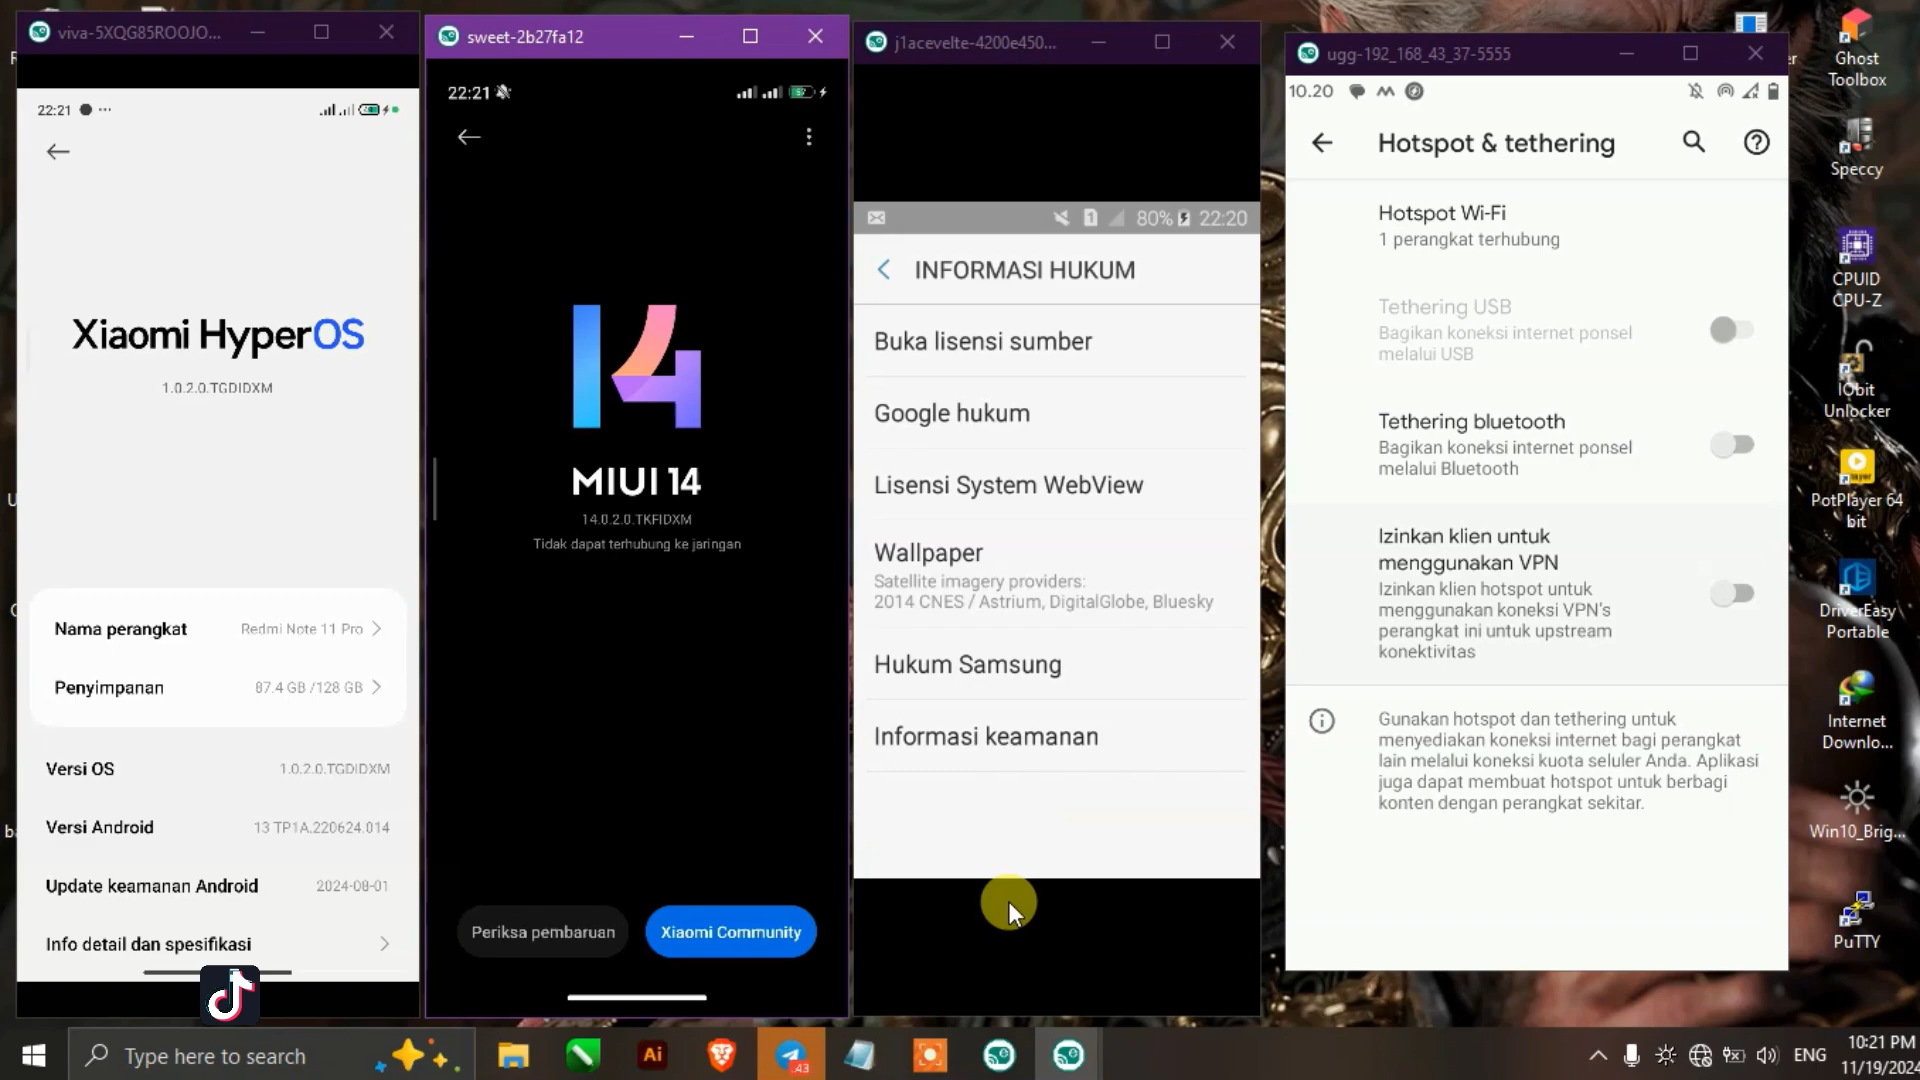 viva-5XQG85ROOJO...
22:21
Xiaomi HyperOS
1.0.2.0.TGDIDXM
Nama perangkat
Redmi Note 11 Pro
Penyimpanan
87.4 GB /128 GB
Versi OS
1.0.2.0.TGDIDXM
Versi Android
13 TP1A.220624.014
Update keamanan Android
2024-08-01
Info detail dan spesifikasi
sweet-2b27fa12
22:21
14
MIUI 14
14.0.2.0.TKFIDXM
Tidak dapat terhubung ke jaringan
Periksa pembaruan
Xiaomi Community
j1acevelte-4200e450...
1
80%
22:20
INFORMASI HUKUM
Buka lisensi sumber
Google hukum
Lisensi System WebView
Wallpaper
Satellite imagery providers:
2014 CNES / Astrium, DigitalGlobe, Bluesky
Hukum Samsung
Informasi keamanan
ugg-192_168_43_37-5555
10.20
Hotspot & tethering
Hotspot Wi-Fi
1 perangkat terhubung
Tethering USB
Bagikan koneksi internet ponsel
melalui USB
Tethering bluetooth
Bagikan koneksi internet ponsel
melalui Bluetooth
Izinkan klien untuk
menggunakan VPN
Izinkan klien hotspot untuk
menggunakan koneksi VPN's
perangkat ini untuk upstream
konektivitas
Gunakan hotspot dan tethering untuk
menyediakan koneksi internet bagi perangkat
lain melalui koneksi kuota seluler Anda. Aplikasi
juga dapat membuat hotspot untuk berbagi
konten dengan perangkat sekitar.
Ghost
Toolbox
Speccy
CPUID
CPU-Z
IObit
Unlocker
PotPlayer 64
bit
DriverEasy
Portable
Internet
Downlo...
Win10_Brig...
PuTTY
Type here to search
Ai
ENG
10:21 PM
11/19/2024